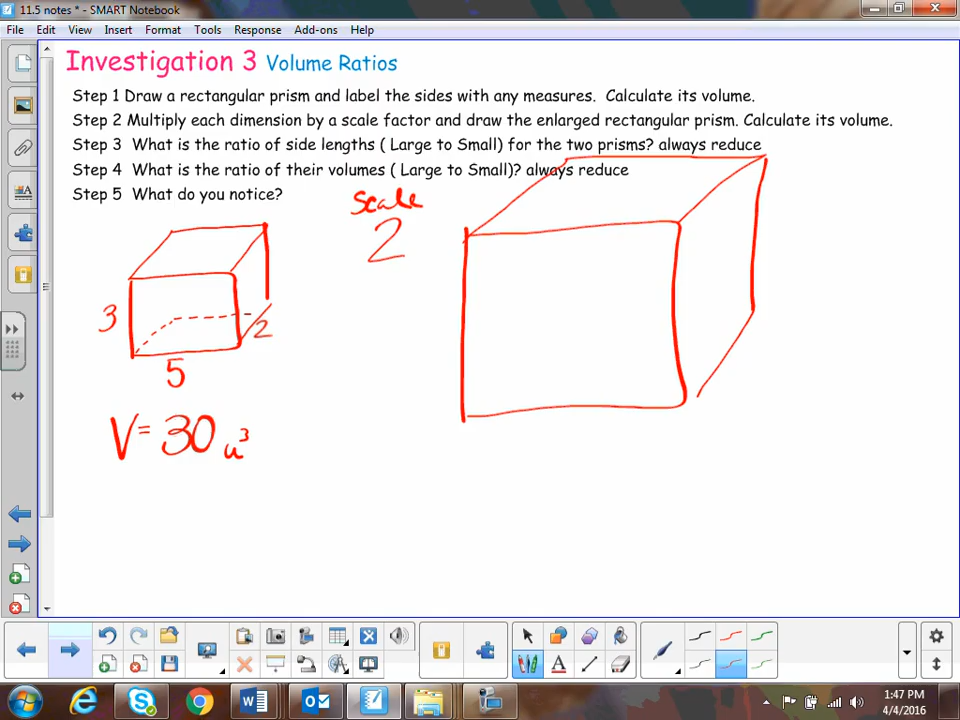 11.5 notes * - SMART Notebook
File Edit View Insert Format Tools Response Add-ons Help
Investigation 3 Volume Ratios
Step 1 Draw a rectangular prism and label the sides with any measures. Calculate its volume.
Step 2 Multiply each dimension by a scale factor and draw the enlarged rectangular prism. Calculate its volume.
Step 3 What is the ratio of side lengths ( Large to Small) for the two prisms? always reduce
Step 4 What is the ratio of their volumes ( Large to Small)? always reduce
Step 5 What do you notice?
Scale
2
3
2
5
V= 30 u³
1:47 PM
4/4/2016